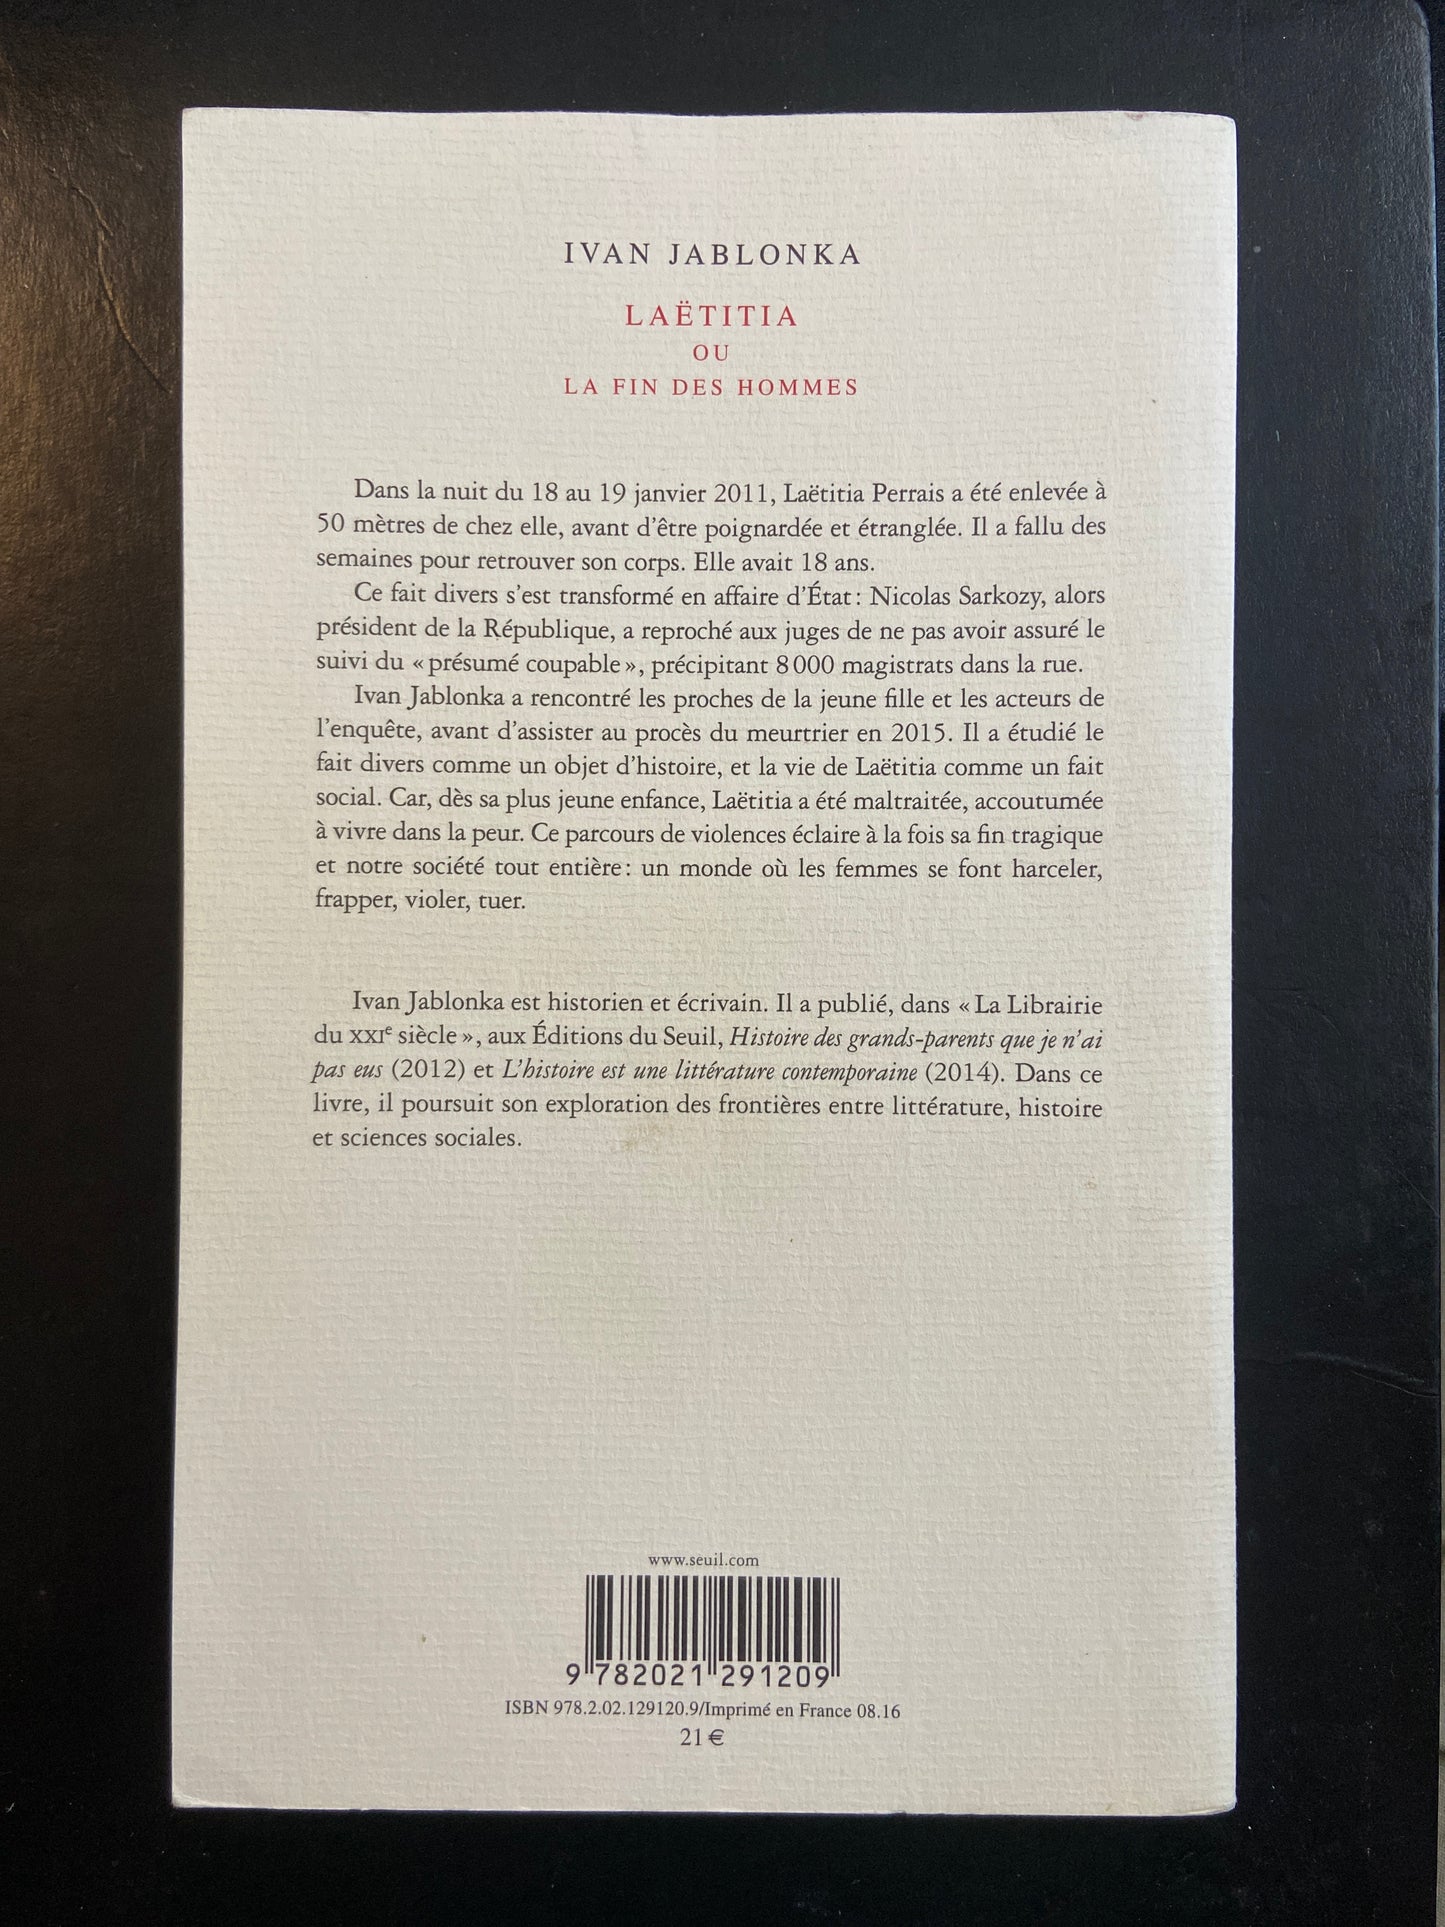 IVAN JABLONKA
LAËTITIA
OU
LA FIN DES HOMMES
Dans la nuit du 18 au 19 janvier 2011, Laëtitia Perrais a été enlevée à
50 mètres de chez elle, avant d’être poignardée et étranglée. Il a fallu des
semaines pour retrouver son corps. Elle avait 18 ans.
Ce fait divers s’est transformé en affaire d’État : Nicolas Sarkozy, alors
président de la République, a reproché aux juges de ne pas avoir assuré le
suivi du « présumé coupable », précipitant 8 000 magistrats dans la rue.
Ivan Jablonka a rencontré les proches de la jeune fille et les acteurs de
l’enquête, avant d’assister au procès du meurtrier en 2015. Il a étudié le
fait divers comme un objet d’histoire, et la vie de Laëtitia comme un fait
social. Car, dès sa plus jeune enfance, Laëtitia a été maltraitée, accoutumée
à vivre dans la peur. Ce parcours de violences éclaire à la fois sa fin tragique
et notre société tout entière : un monde où les femmes se font harceler,
frapper, violer, tuer.
Ivan Jablonka est historien et écrivain. Il a publié, dans « La Librairie
du XXIe siècle », aux Éditions du Seuil, Histoire des grands-parents que je n’ai
pas eus (2012) et L’histoire est une littérature contemporaine (2014). Dans ce
livre, il poursuit son exploration des frontières entre littérature, histoire
et sciences sociales.
www.seuil.com
9 782021 291209
ISBN 978.2.02.129120.9/Imprimé en France 08.16
21 €